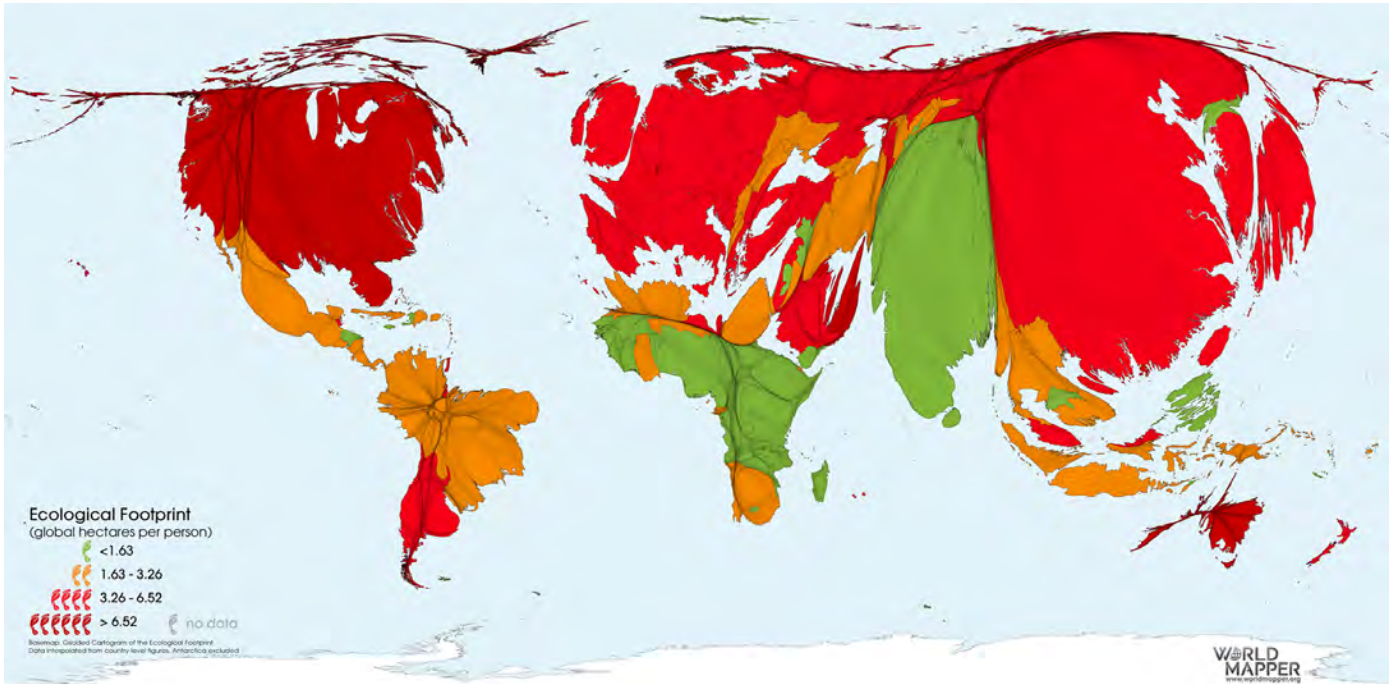 Ecological Footprint
(global hectares per person)
<1.63
1.63 - 3.26
3.26 - 6.52
> 6.52
no data
Basemap: Gridded Cartogram of the Ecological Footprint
Data interpolated from country-level figures, Antarctica excluded
WORLD
MAPPER
www.worldmapper.org